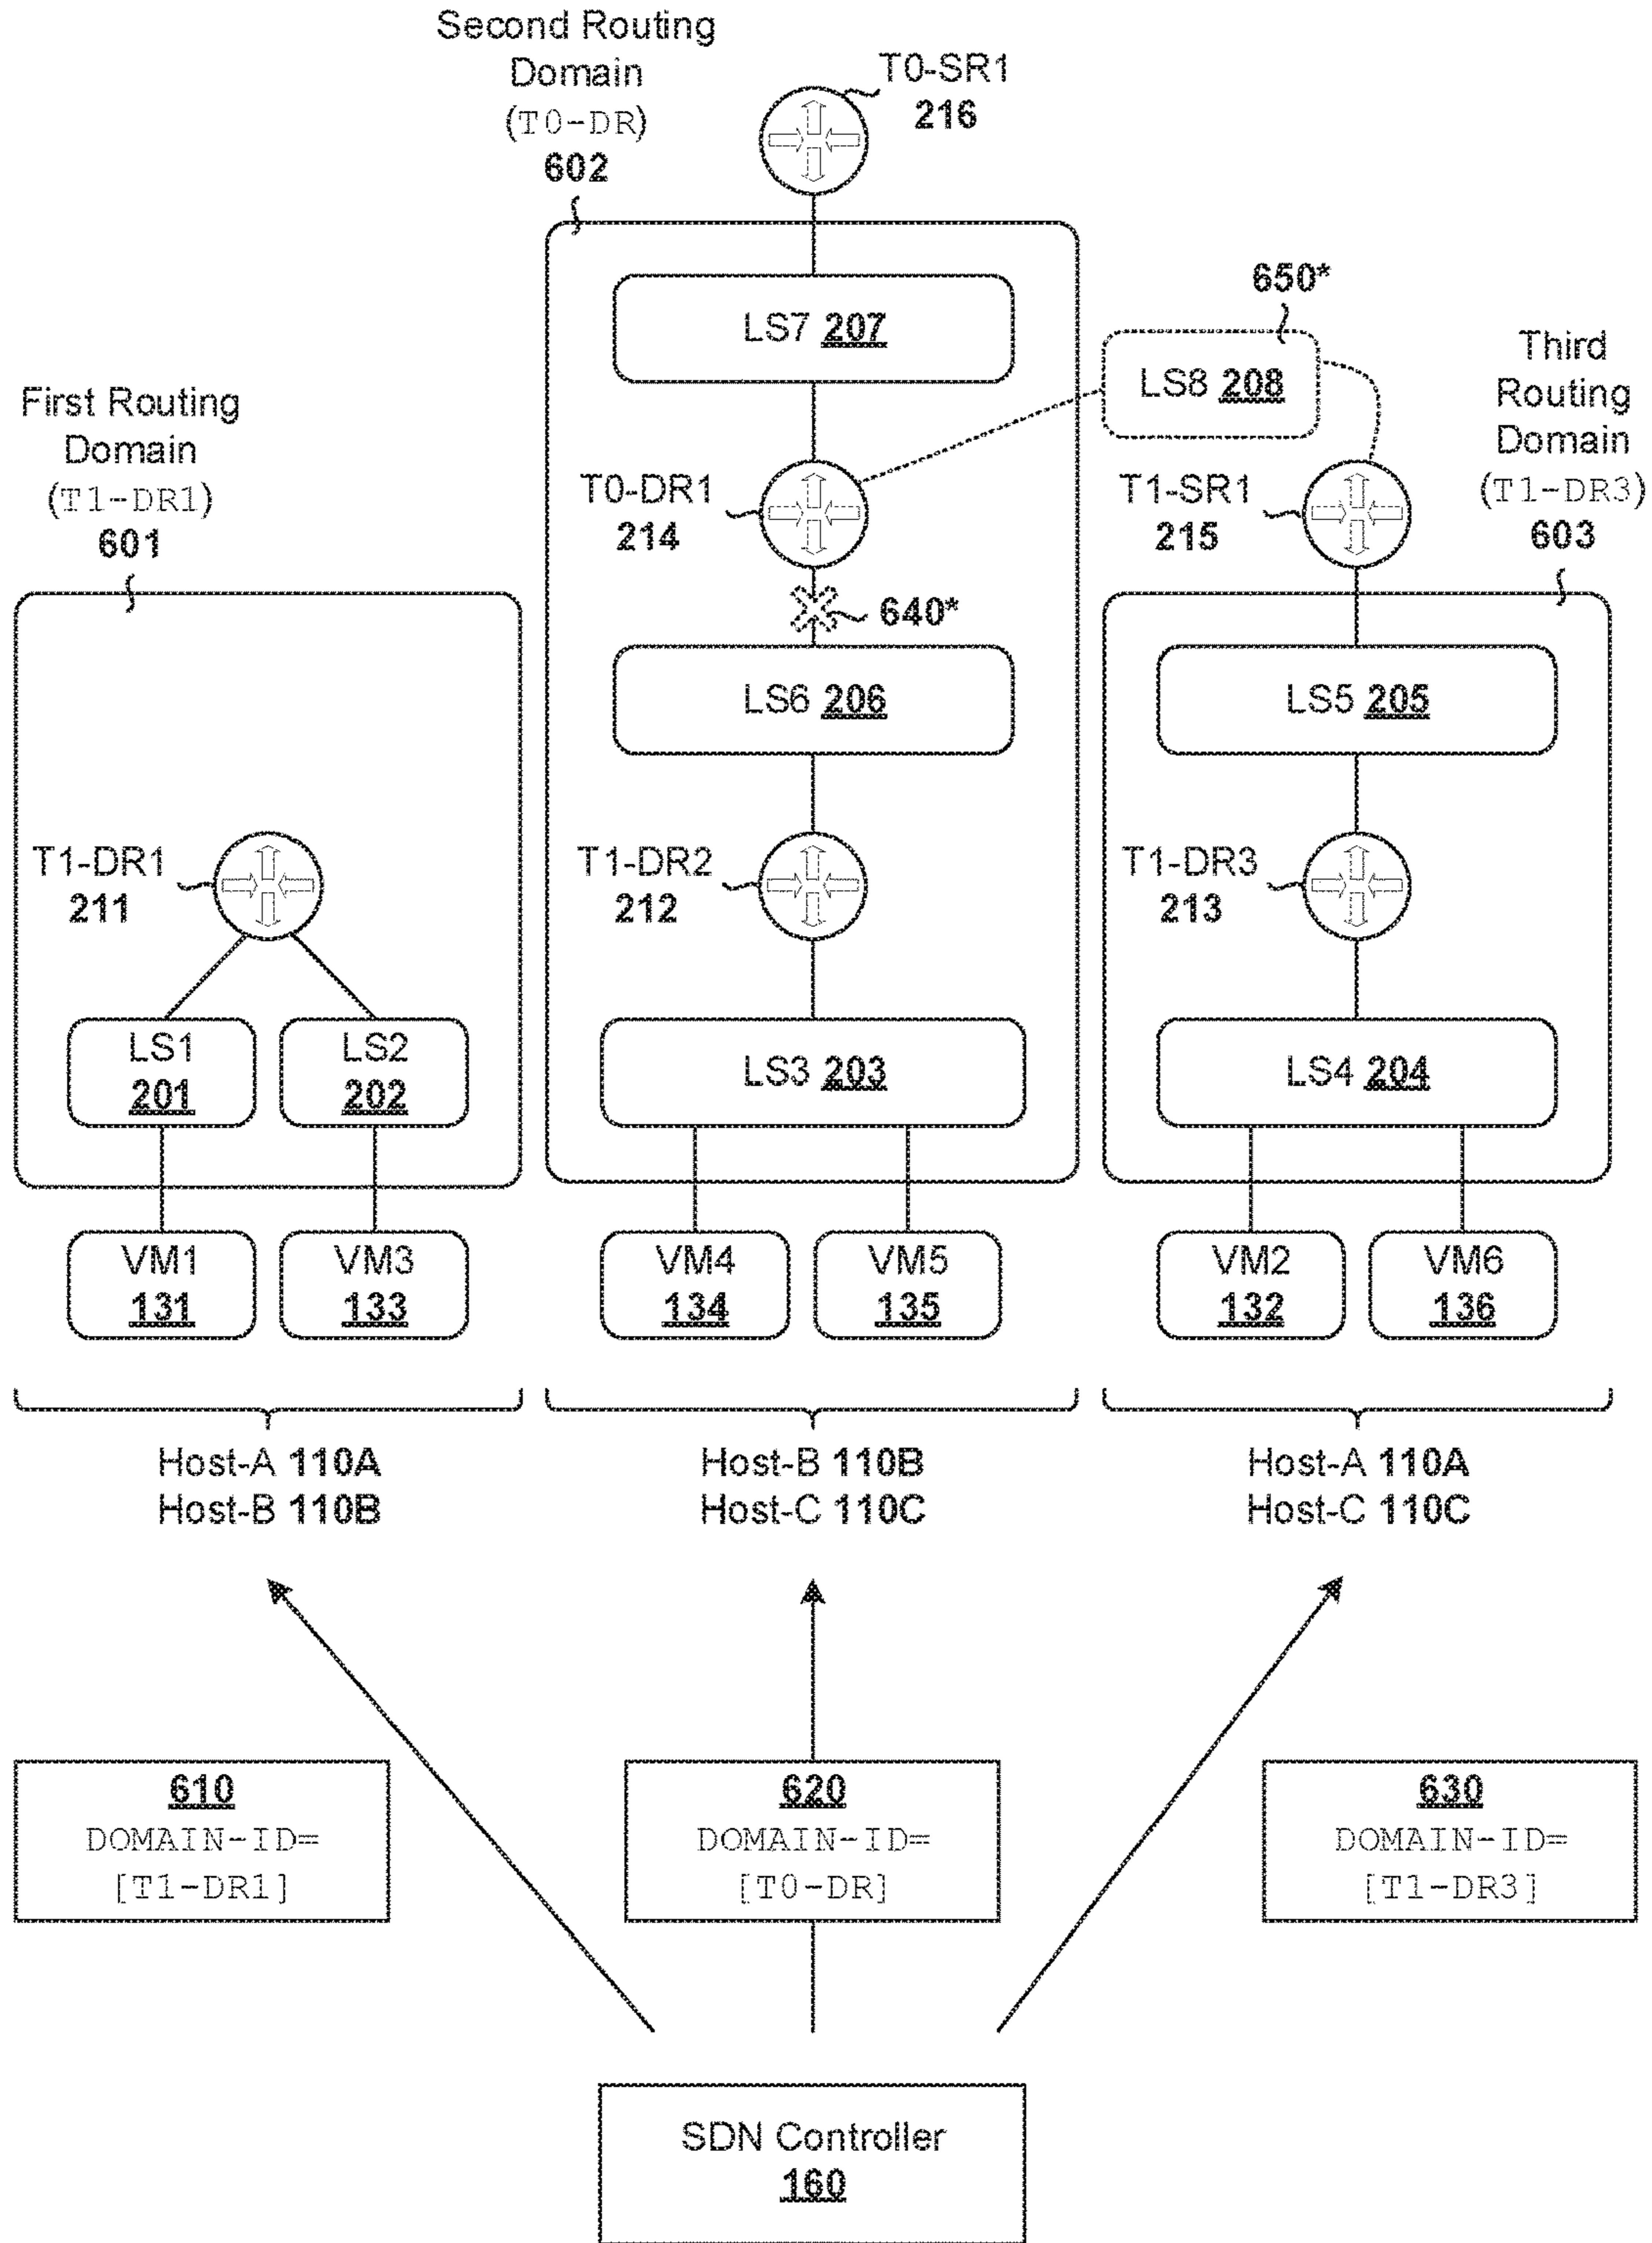 Second Routing
Domain
(T0-DR)
602
T0-SR1
216
LS7 207
650*
LS8 208
Third
Routing
Domain
(T1-DR3)
603
First Routing
Domain
(T1-DR1)
601
T0-DR1
214
T1-SR1
215
640*
LS6 206
LS5 205
T1-DR1
211
T1-DR2
212
T1-DR3
213
LS1
201
LS2
202
LS3 203
LS4 204
VM1
131
VM3
133
VM4
134
VM5
135
VM2
132
VM6
136
Host-A 110A
Host-B 110B
Host-B 110B
Host-C 110C
Host-A 110A
Host-C 110C
610
DOMAIN-ID=
[T1-DR1]
620
DOMAIN-ID=
[T0-DR]
630
DOMAIN-ID=
[T1-DR3]
SDN Controller
160